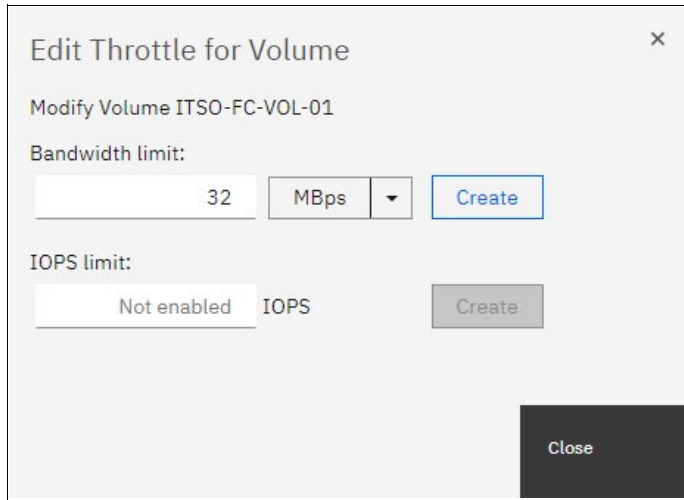 Edit Throttle for Volume
Modify Volume ITSO-FC-VOL-01
Bandwidth limit:
32 MBps Create
IOPS limit:
Not enabled IOPS Create
Close